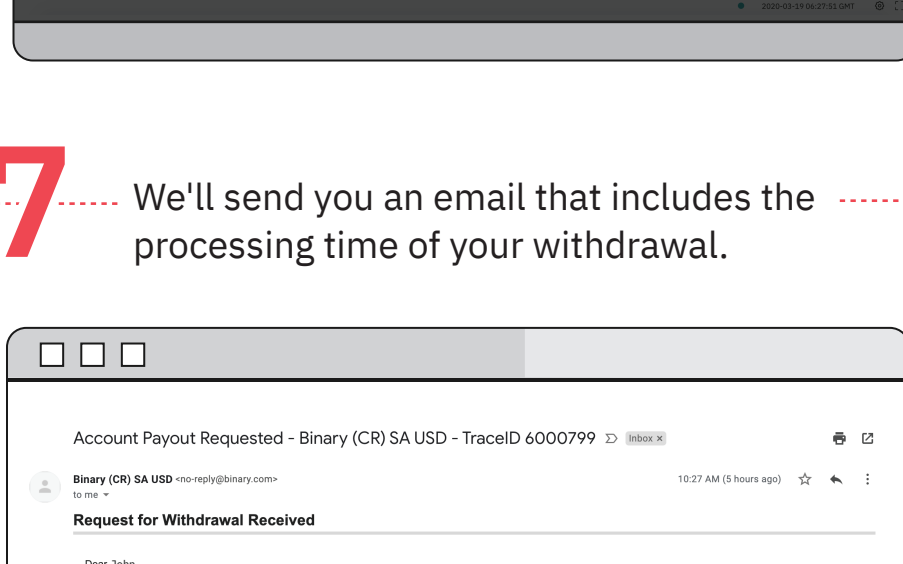 2020-03-19 06:27:51 GMT
7
We'll send you an email that includes the
processing time of your withdrawal.
Account Payout Requested - Binary (CR) SA USD - TraceID 6000799 Inbox ×
Binary (CR) SA USD <no-reply@binary.com> 10:27 AM (5 hours ago)
to me
Request for Withdrawal Received
Dear John